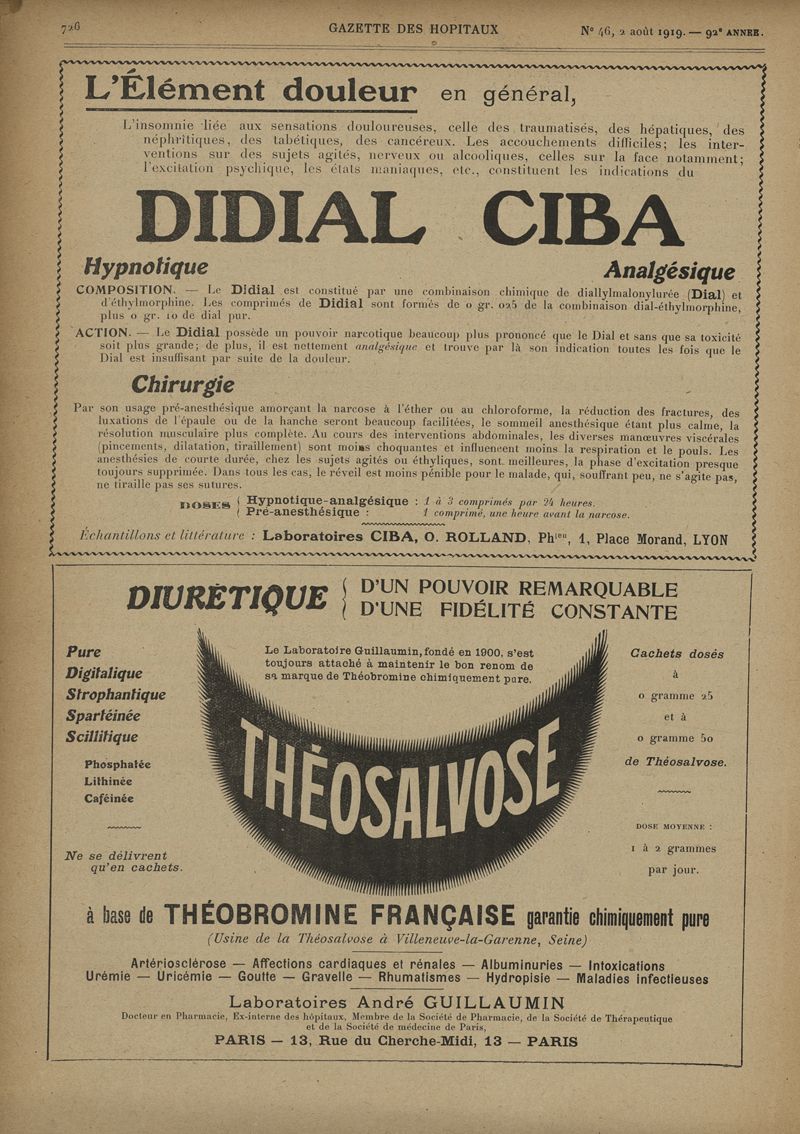 726
GAZETTE DES HOPITAUX
N° 46, 2 août 1919. — 92e ANNÉE.
L'Élément douleur en général,
L'insomnie liée aux sensations douloureuses, celle des traumatisés, des hépatiques, des
néphritiques, des tabétiques, des cancéreux. Les accouchements difficiles; les inter-
ventions sur des sujets agités, nerveux ou alcooliques, celles sur la face notamment;
l'excitation psychique, les états maniaques, etc., constituent les indications du
DIDIAL CIBA
Hypnotique
Analgésique
COMPOSITION. — Le Didial est constitué par une combinaison chimique de diallylmalonylurée (Dial) et
d'éthylmorphine. Les comprimés de Didial sont formés de 0 gr. 025 de la combinaison dial-éthylmorphine,
plus 0 gr. 10 de dial pur.
ACTION. — Le Didial possède un pouvoir narcotique beaucoup plus prononcé que le Dial et sans que sa toxicité
soit plus grande; de plus, il est nettement analgésique et trouve par là son indication toutes les fois que le
Dial est insuffisant par suite de la douleur.
Chirurgie
Par son usage pré-anesthésique amorçant la narcose à l'éther ou au chloroforme, la réduction des fractures, des
luxations de l'épaule ou de la hanche seront beaucoup facilitées, le sommeil anesthésique étant plus calme, la
résolution musculaire plus complète. Au cours des interventions abdominales, les diverses manœuvres viscérales
(pincements, dilatation, tiraillement) sont moins choquantes et influencent moins la respiration et le pouls. Les
anesthésies de courte durée, chez les sujets agités ou éthyliques, sont meilleures, la phase d'excitation presque
toujours supprimée. Dans tous les cas, le réveil est moins pénible pour le malade, qui, souffrant peu, ne s'agite pas,
ne tiraille pas ses sutures.
DOSES { Hypnotique-analgésique : 1 à 3 comprimés par 24 heures.
Pré-anesthésique : 1 comprimé, une heure avant la narcose.
Échantillons et littérature : Laboratoires CIBA, O. ROLLAND, Phien, 1, Place Morand, LYON
DIURÉTIQUE { D'UN POUVOIR REMARQUABLE
D'UNE FIDÉLITÉ CONSTANTE
Le Laboratoire Guillaumin, fondé en 1900, s'est
toujours attaché à maintenir le bon renom de
sa marque de Théobromine chimiquement pure.
Pure
Digitalique
Strophantique
Spartéinée
Scillitique
Phosphatée
Lithinée
Caféinée
Ne se délivrent
qu'en cachets.
THÉOSALVOSE
Cachets dosés
à
0 gramme 25
et à
0 gramme 50
de Théosalvose.
DOSE MOYENNE :
1 à 2 grammes
par jour.
à base de THÉOBROMINE FRANÇAISE garantie chimiquement pure
(Usine de la Théosalvose à Villeneuve-la-Garenne, Seine)
Artériosclérose — Affections cardiaques et rénales — Albuminuries — Intoxications
Urémie — Uricémie — Goutte — Gravelle — Rhumatismes — Hydropisie — Maladies infectieuses
Laboratoires André GUILLAUMIN
Docteur en Pharmacie, Ex-interne des hôpitaux, Membre de la Société de Pharmacie, de la Société de Thérapeutique
et de la Société de médecine de Paris,
PARIS — 13, Rue du Cherche-Midi, 13 — PARIS